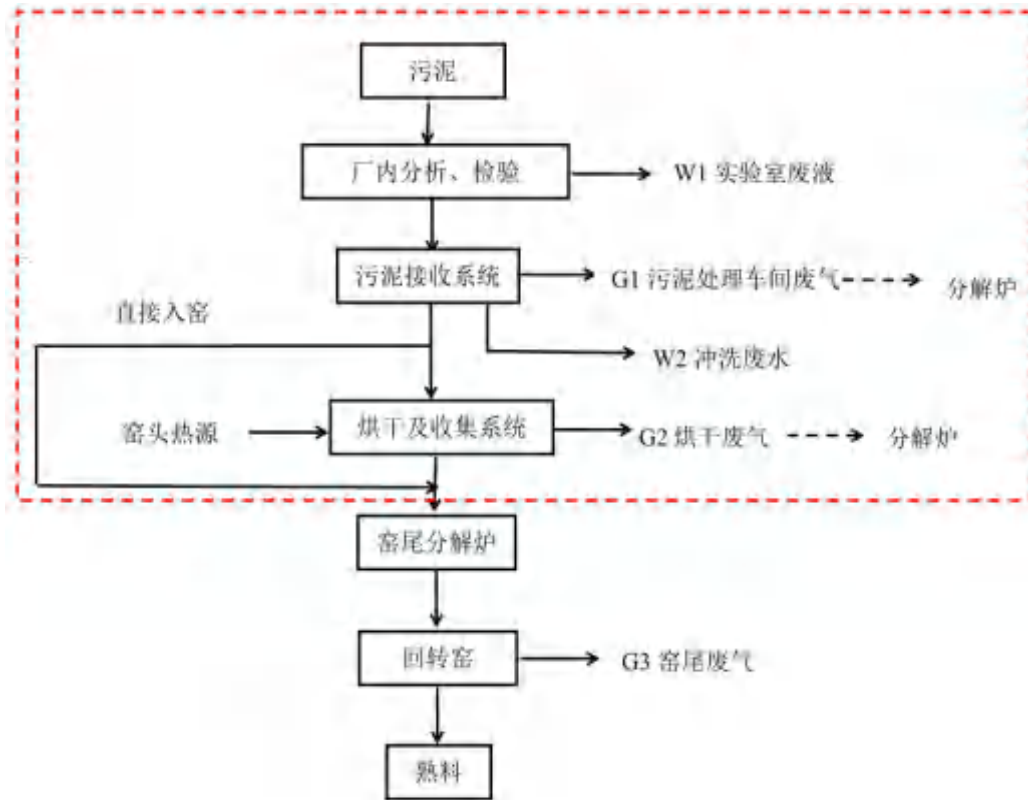 污泥
厂内分析、检验
W1 实验室废液
污泥接收系统
G1 污泥处理车间废气
分解炉
直接入窑
W2 冲洗废水
窑头热源
烘干及收集系统
G2 烘干废气
分解炉
窑尾分解炉
回转窑
G3 窑尾废气
熟料